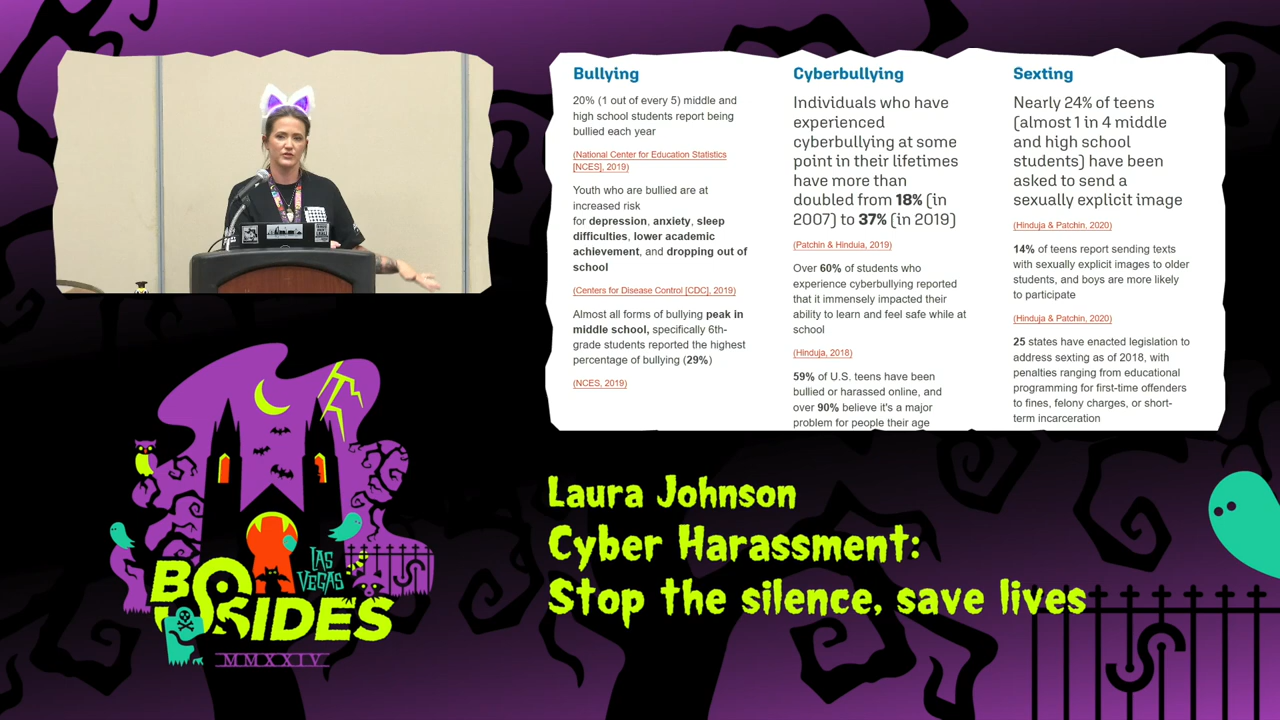 Bullying
20% (1 out of every 5) middle and
high school students report being
bullied each year
(National Center for Education Statistics
[NCES], 2019)
Youth who are bullied are at
increased risk
for depression, anxiety, sleep
difficulties, lower academic
achievement, and dropping out of
school
(Centers for Disease Control [CDC], 2019)
Almost all forms of bullying peak in
middle school, specifically 6th-
grade students reported the highest
percentage of bullying (29%)
(NCES, 2019)
Cyberbullying
Individuals who have
experienced
cyberbullying at some
point in their lifetimes
have more than
doubled from 18% (in
2007) to 37% (in 2019)
(Patchin & Hinduia, 2019)
Over 60% of students who
experience cyberbullying reported
that it immensely impacted their
ability to learn and feel safe while at
school
(Hinduja, 2018)
59% of U.S. teens have been
bullied or harassed online, and
over 90% believe it's a major
problem for people their age
Sexting
Nearly 24% of teens
(almost 1 in 4 middle
and high school
students) have been
asked to send a
sexually explicit image
(Hinduja & Patchin, 2020)
14% of teens report sending texts
with sexually explicit images to older
students, and boys are more likely
to participate
(Hinduja & Patchin, 2020)
25 states have enacted legislation to
address sexting as of 2018, with
penalties ranging from educational
programming for first-time offenders
to fines, felony charges, or short-
term incarceration
Laura Johnson
Cyber Harassment:
Stop the silence, save lives
LAS
VEGAS
BSIDES
MMXXIV